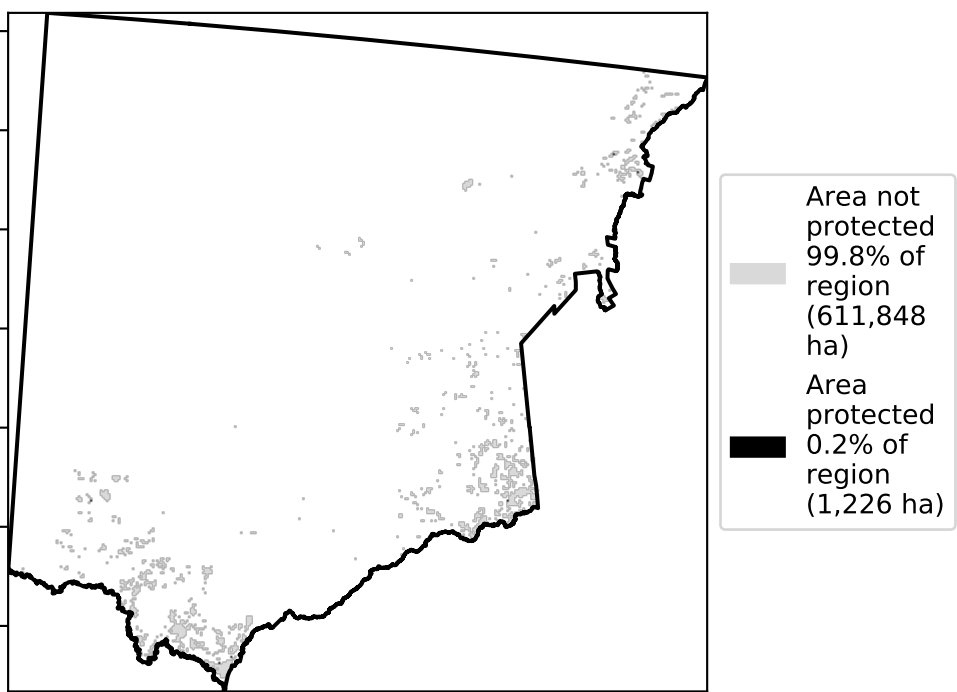 Area not
protected
99.8% of
region
(611,848
ha)
Area
protected
0.2% of
region
(1,226 ha)